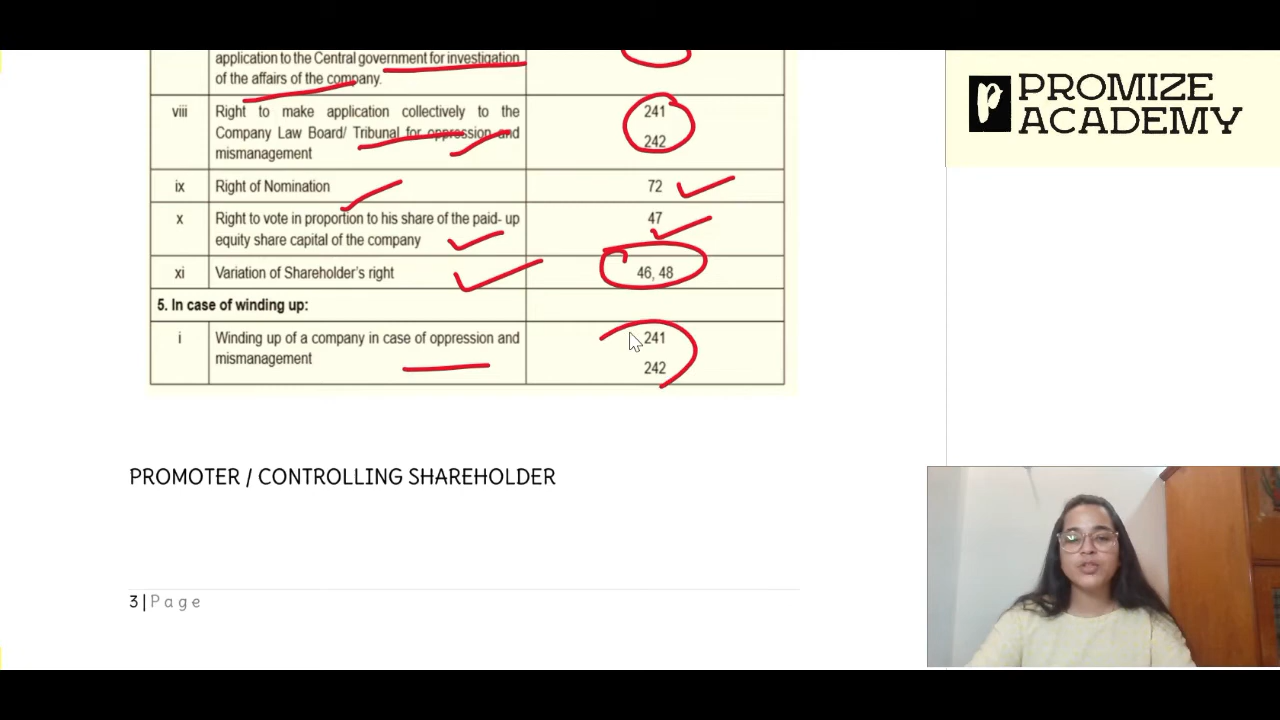 application to the Central government for investigation
of the affairs of the company.
viii Right to make application collectively to the 241
Company Law Board/ Tribunal for oppression and 242
mismanagement
ix Right of Nomination 72
x Right to vote in proportion to his share of the paid- up 47
equity share capital of the company
xi Variation of Shareholder's right 46, 48
5. In case of winding up:
i Winding up of a company in case of oppression and 241
mismanagement 242
PROMOTER / CONTROLLING SHAREHOLDER
3 | Page
P PROMIZE
ACADEMY